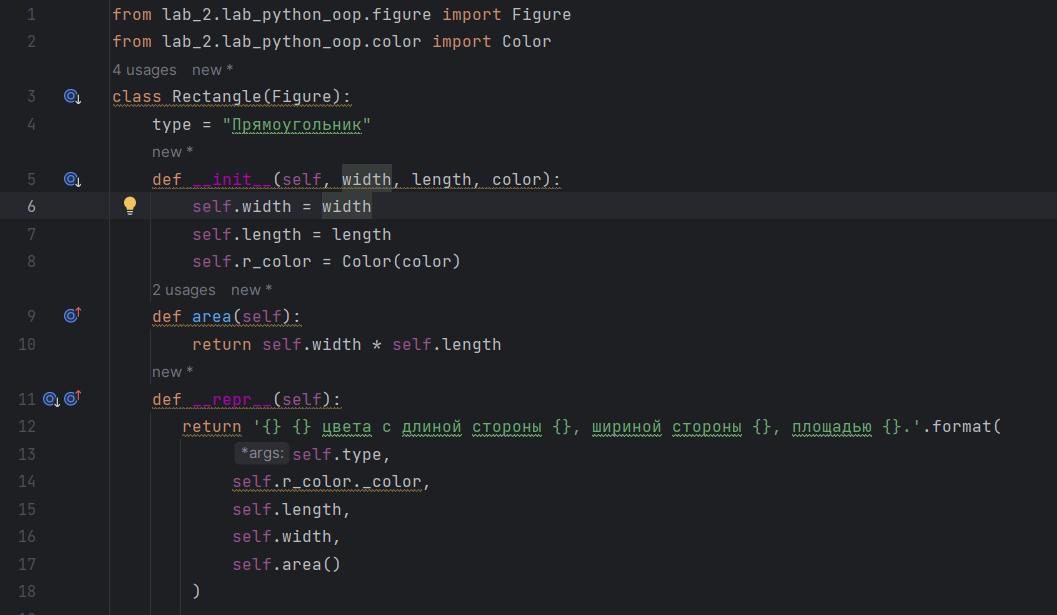 1 from lab_2.lab_python_oop.figure import Figure
2 from lab_2.lab_python_oop.color import Color
4 usages new *
3 class Rectangle(Figure):
4 type = "Прямоугольник"
new *
5 def __init__(self, width, length, color):
6 self.width = width
7 self.length = length
8 self.r_color = Color(color)
2 usages new *
9 def area(self):
10 return self.width * self.length
new *
11 def __repr__(self):
12 return '{} {} цвета с длиной стороны {}, шириной стороны {}, площадью {}.'.format(
13 *args: self.type,
14 self.r_color._color,
15 self.length,
16 self.width,
17 self.area()
18 )